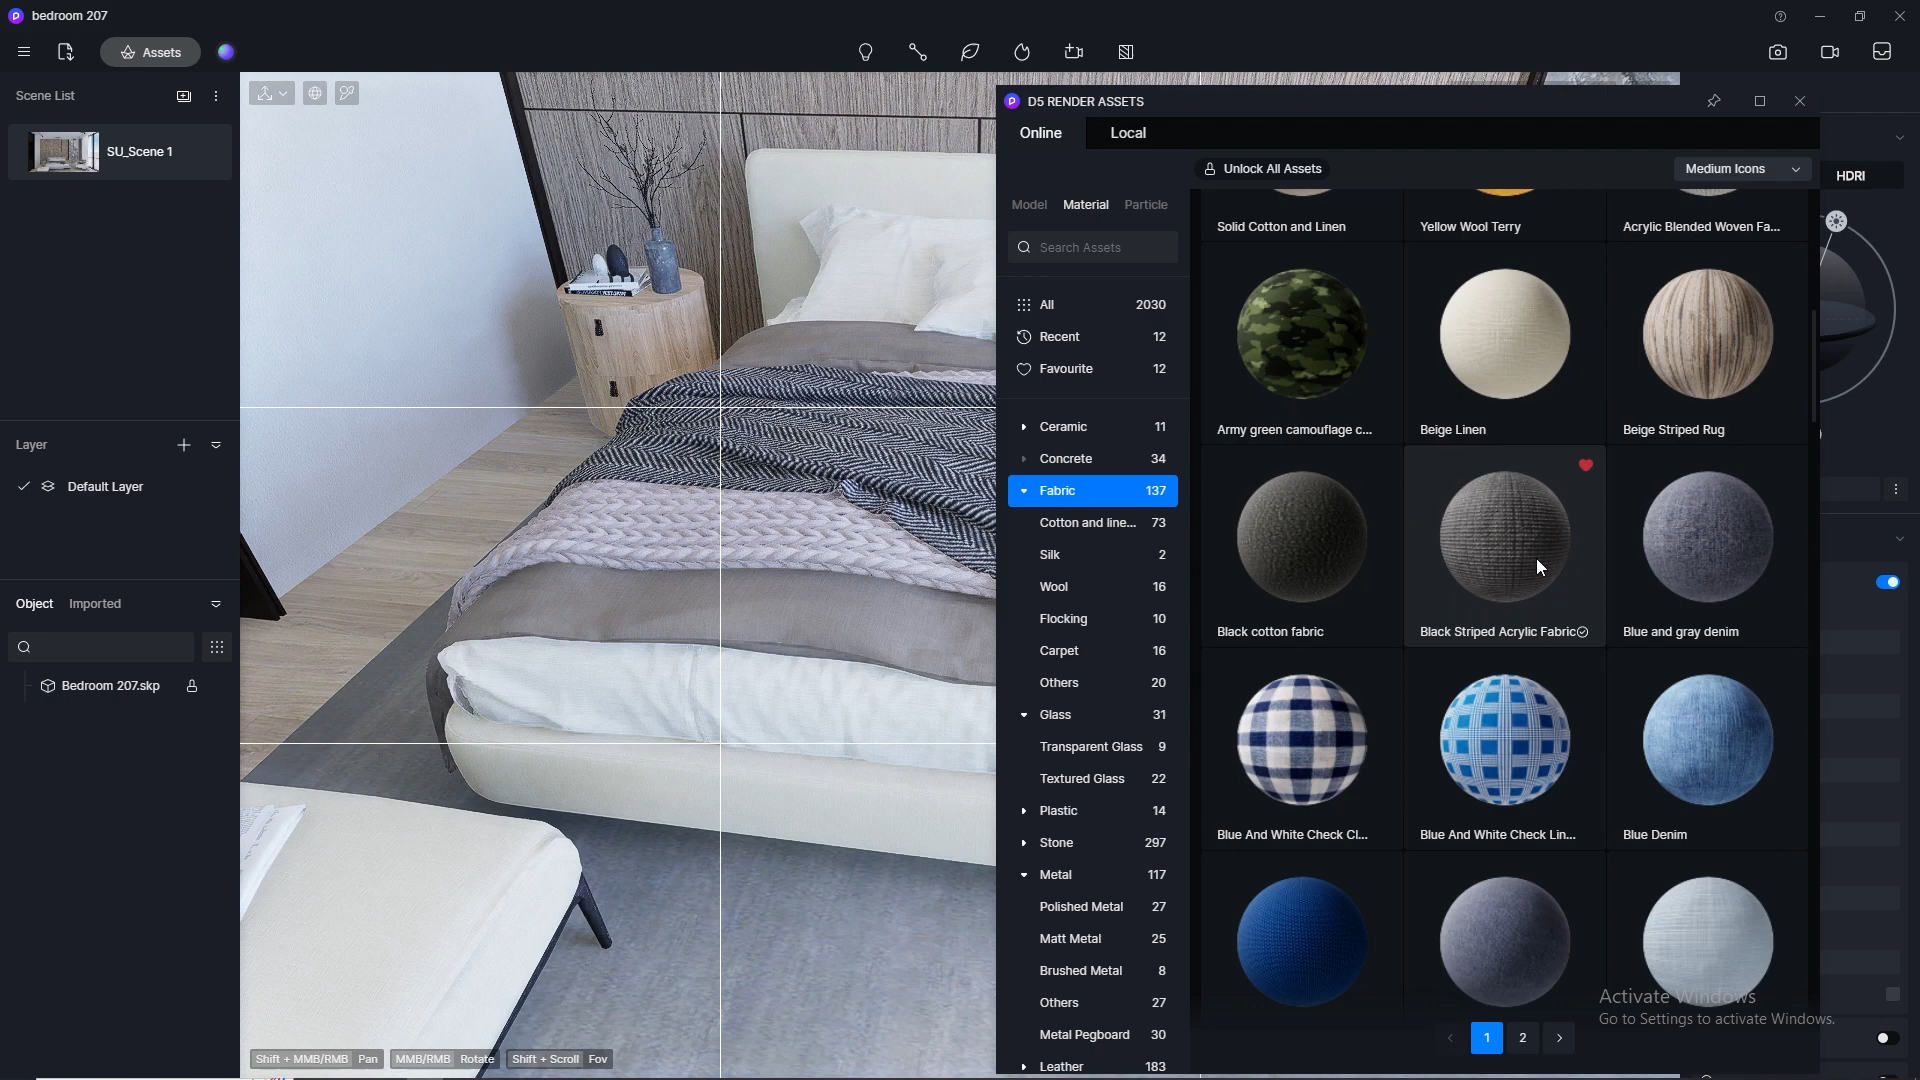 bedroom 207
Assets
Scene List
SU_Scene 1
Layer
Default Layer
Object Imported
Bedroom 207.skp
Shift + MMB/RMB Pan MMB/RMB Rotate Shift + Scroll Fov
D5 RENDER ASSETS
Online Local
Unlock All Assets
Medium Icons
HDRI
Model Material Particle
Search Assets
All 2030
Recent 12
Favourite 12
Ceramic 11
Concrete 34
Fabric 137
Cotton and line... 73
Silk 2
Wool 16
Flocking 10
Carpet 16
Others 20
Glass 31
Transparent Glass 9
Textured Glass 22
Plastic 14
Stone 297
Metal 117
Polished Metal 27
Matt Metal 25
Brushed Metal 8
Others 27
Metal Pegboard 30
Leather 183
Solid Cotton and Linen Yellow Wool Terry Acrylic Blended Woven Fa...
Army green camouflage c... Beige Linen Beige Striped Rug
Black cotton fabric Black Striped Acrylic Fabric Blue and gray denim
Blue And White Check Cl... Blue And White Check Lin... Blue Denim
1 2
Activate Windows
Go to Settings to activate Windows.